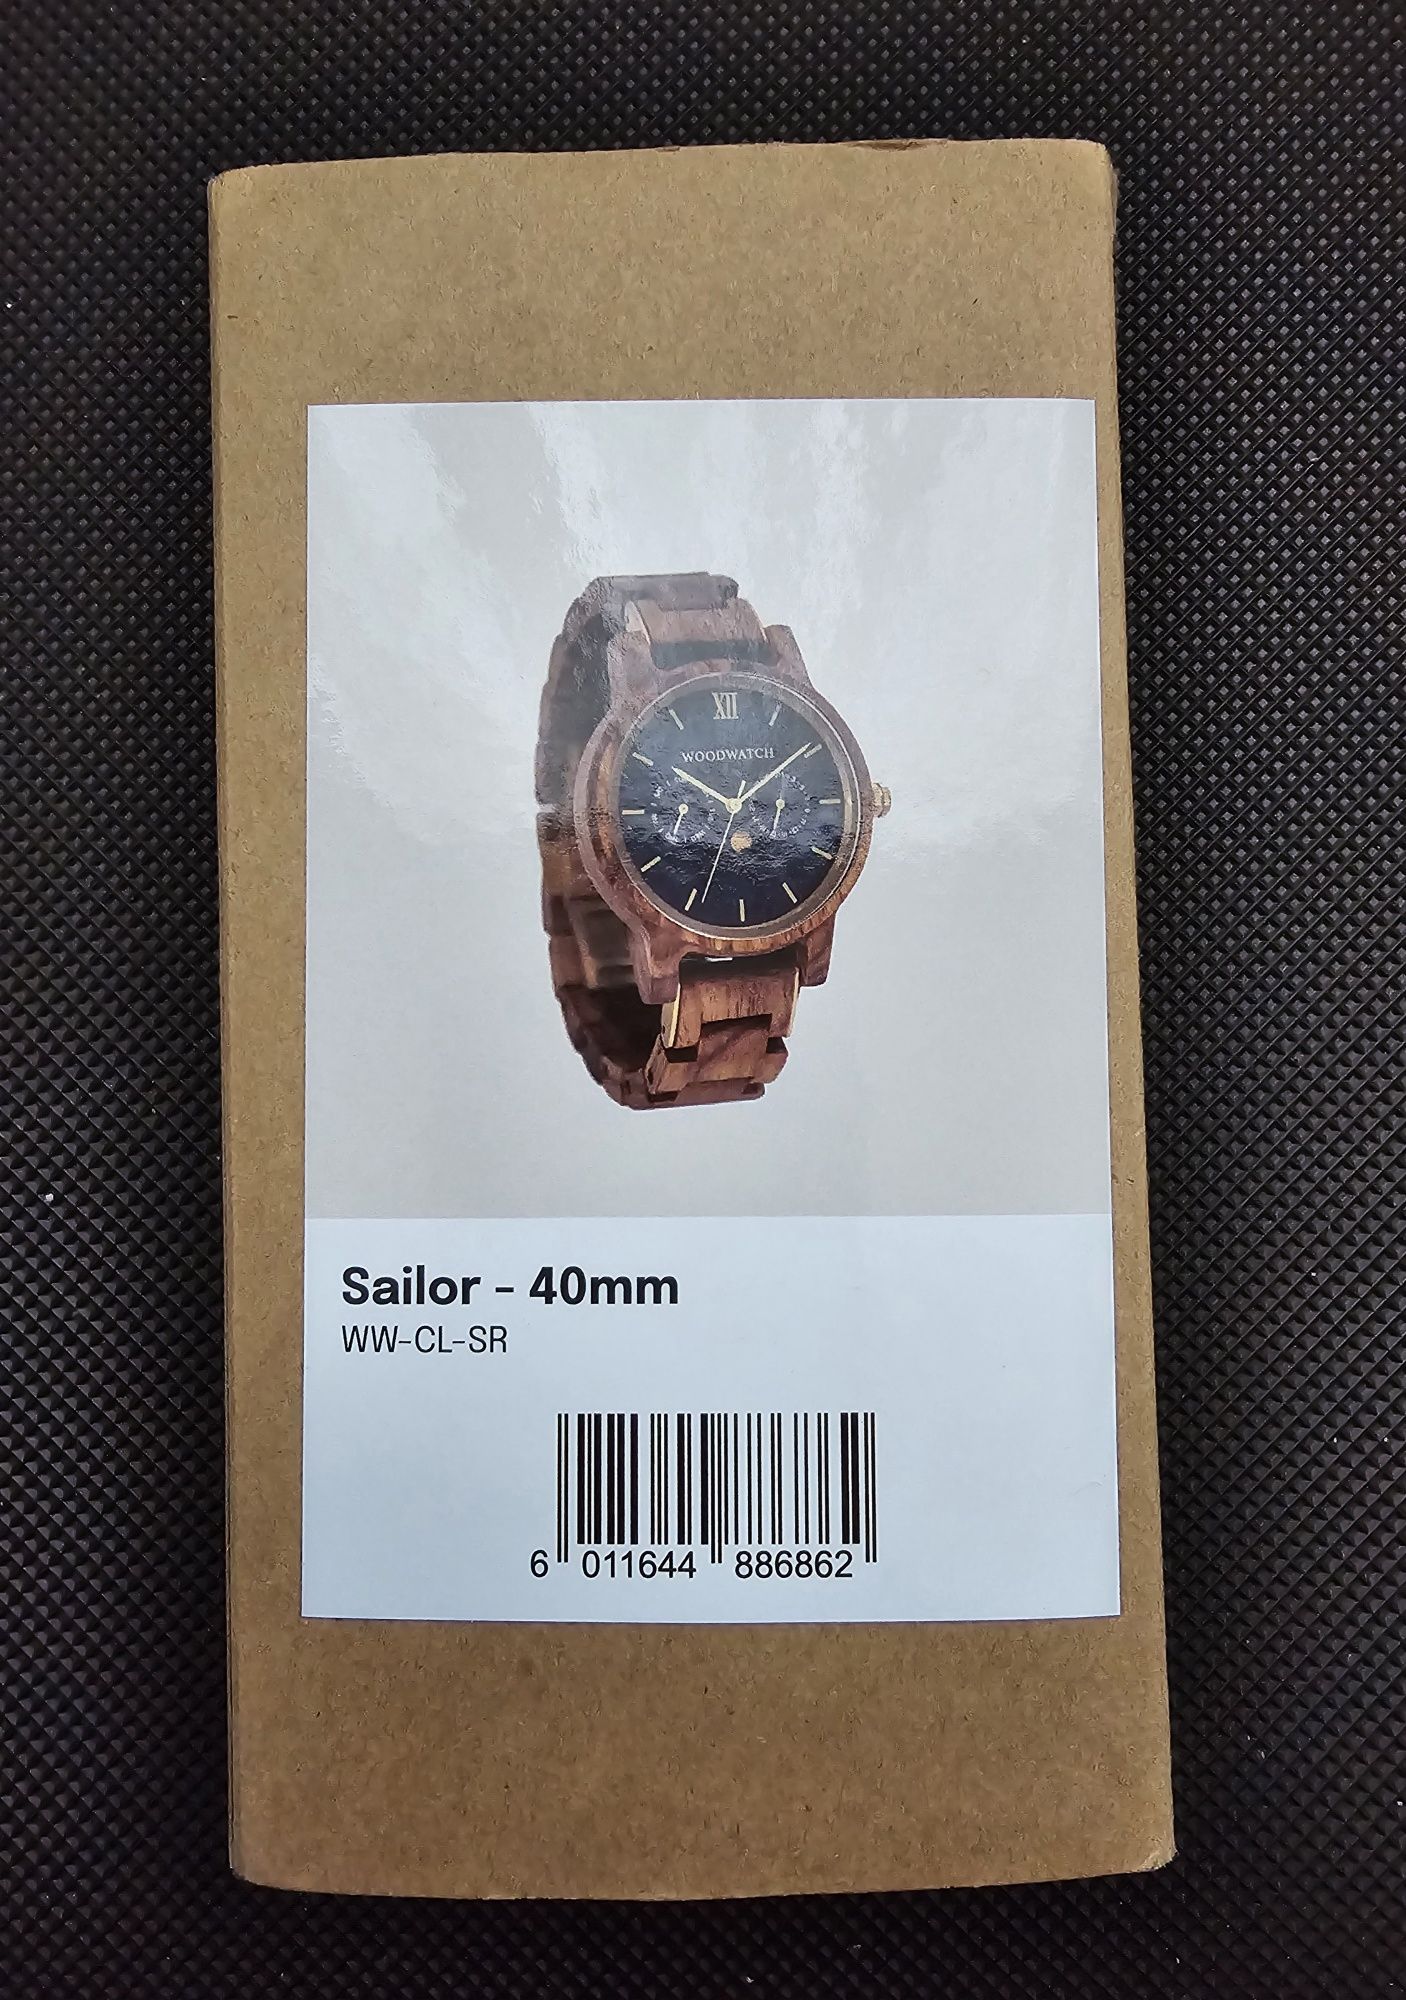 XII
WOODWATCH
Sailor - 40mm
WW-CL-SR
6 011644 886862